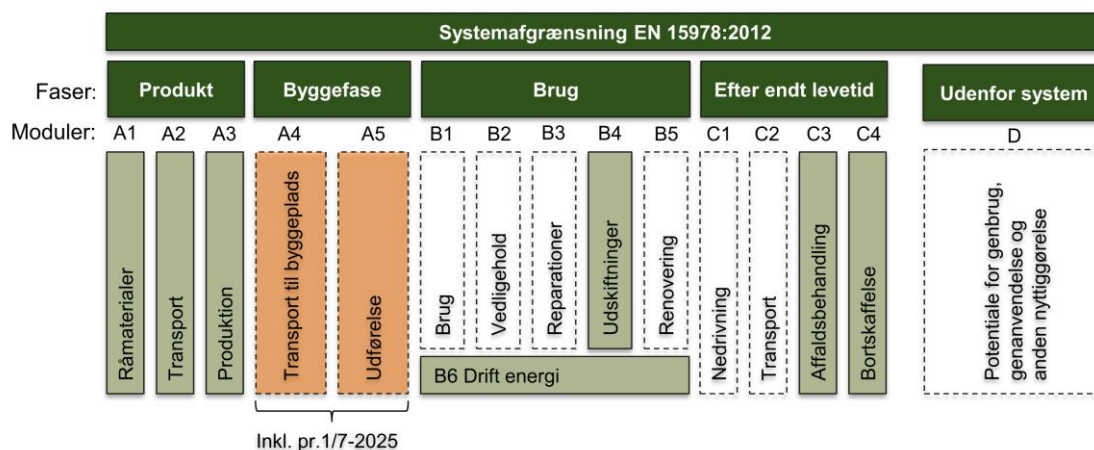 Systemafgrænsning EN 15978:2012
Faser:
Produkt
Byggefase
Brug
Efter endt levetid
Udenfor system
Moduler:
A1
A2
A3
A4
A5
B1
B2
B3
B4
B5
C1
C2
C3
C4
D
Råmaterialer
Transport
Produktion
Transport til byggeplads
Udførelse
Brug
Vedligehold
Reparationer
Udskiftninger
Renovering
B6 Drift energi
Nedrivning
Transport
Affaldsbehandling
Bortskaffelse
Potentiale for genbrug,
genanvendelse og
anden nyttiggørelse
Inkl. pr.1/7-2025